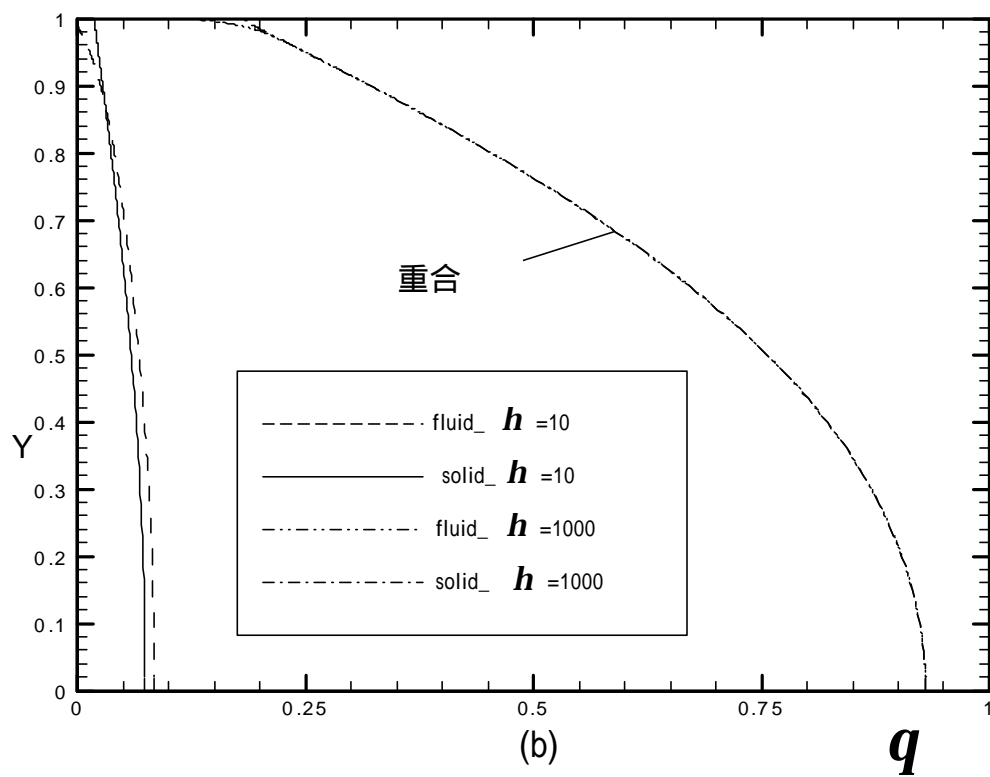 1
0.9
0.8
0.7
0.6
0.5
0.4
0.3
0.2
0.1
0
Y
重合
fluid_ h =10
solid_ h =10
fluid_ h =1000
solid_ h =1000
0 0.25 0.5 0.75 1
(b)
q